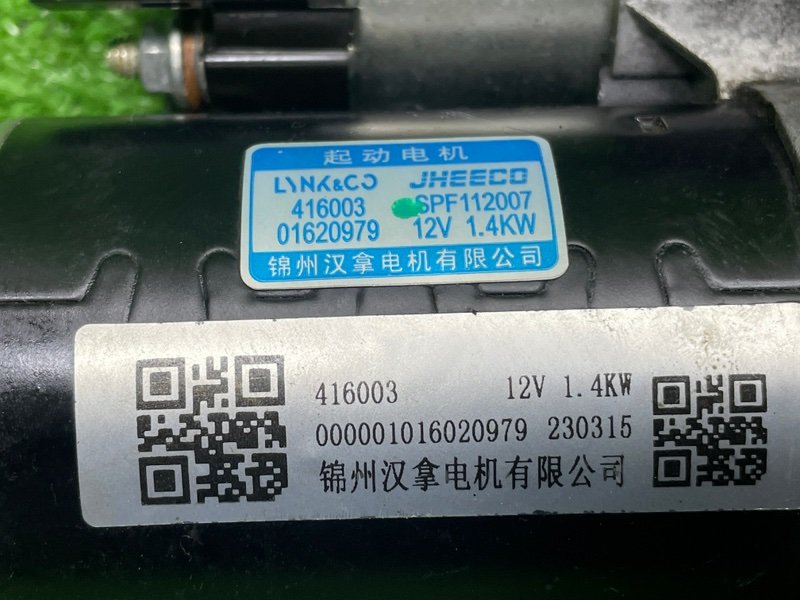 起动电机
LYNK&CO JHEECO
416003 SPF112007
01620979 12V 1.4KW
锦州汉拿电机有限公司
416003 12V 1.4KW
000001016020979 230315
锦州汉拿电机有限公司